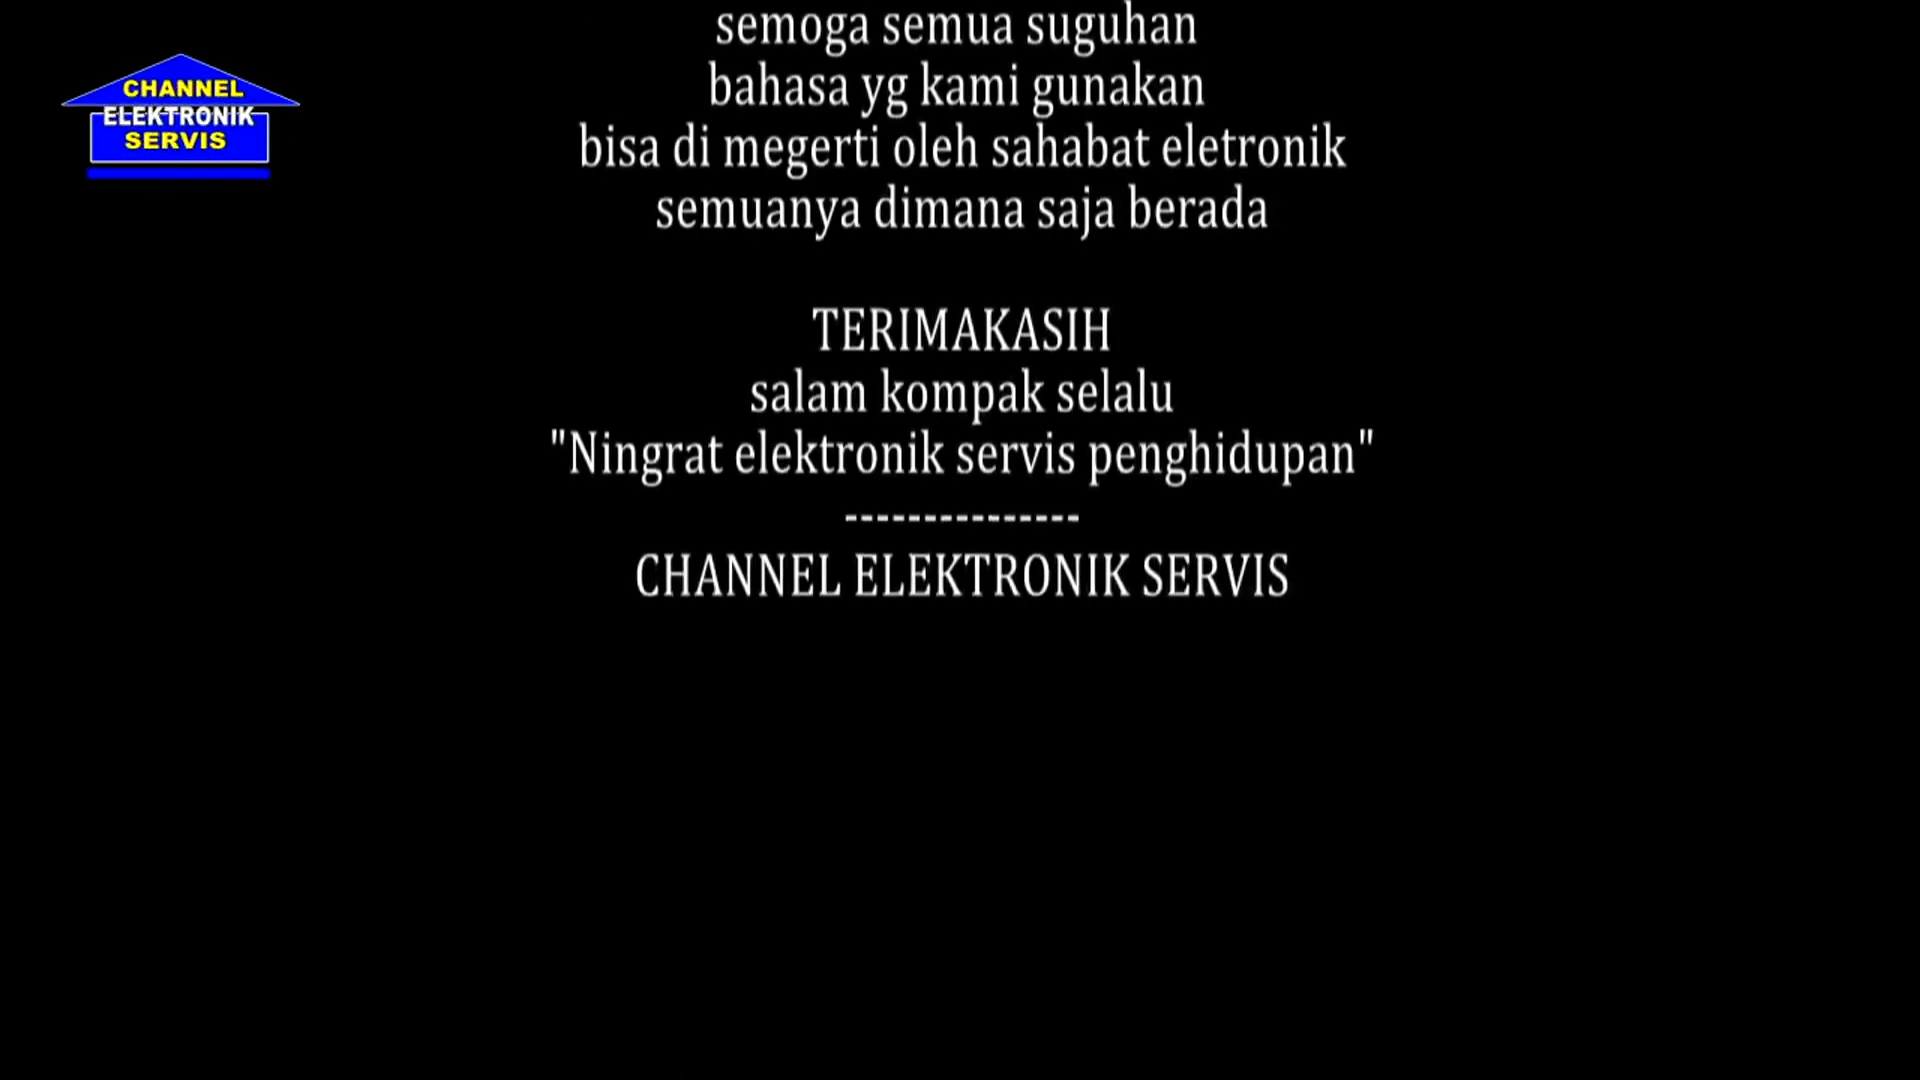 CHANNEL
ELEKTRONIK
SERVIS
semoga semua suguhan
bahasa yg kami gunakan
bisa di megerti oleh sahabat eletronik
semuanya dimana saja berada
TERIMAKASIH
salam kompak selalu
"Ningrat elektronik servis penghidupan"
---------------
CHANNEL ELEKTRONIK SERVIS